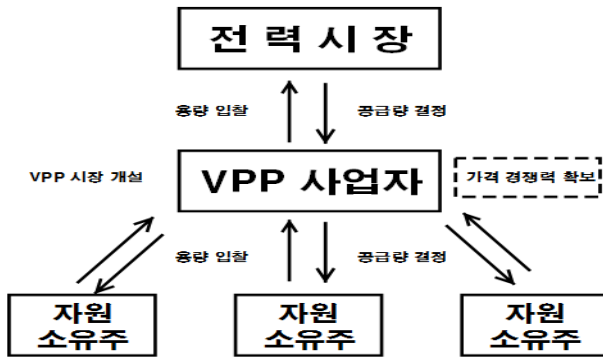 전 력 시 장
용량 입찰
공급량 결정
VPP 시장 개설
VPP 사업자
가격 경쟁력 확보
용량 입찰
공급량 결정
자원
소유주
자원
소유주
자원
소유주